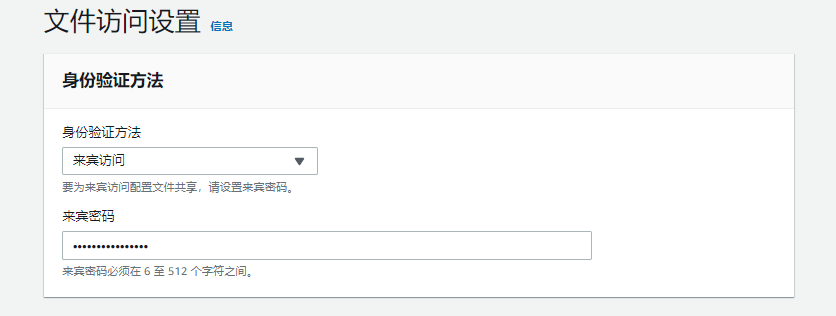 文件访问设置 信息
身份验证方法
身份验证方法
来宾访问
要为来宾访问配置文件共享，请设置来宾密码。
来宾密码
••••••••••••••••
来宾密码必须在 6 至 512 个字符之间。